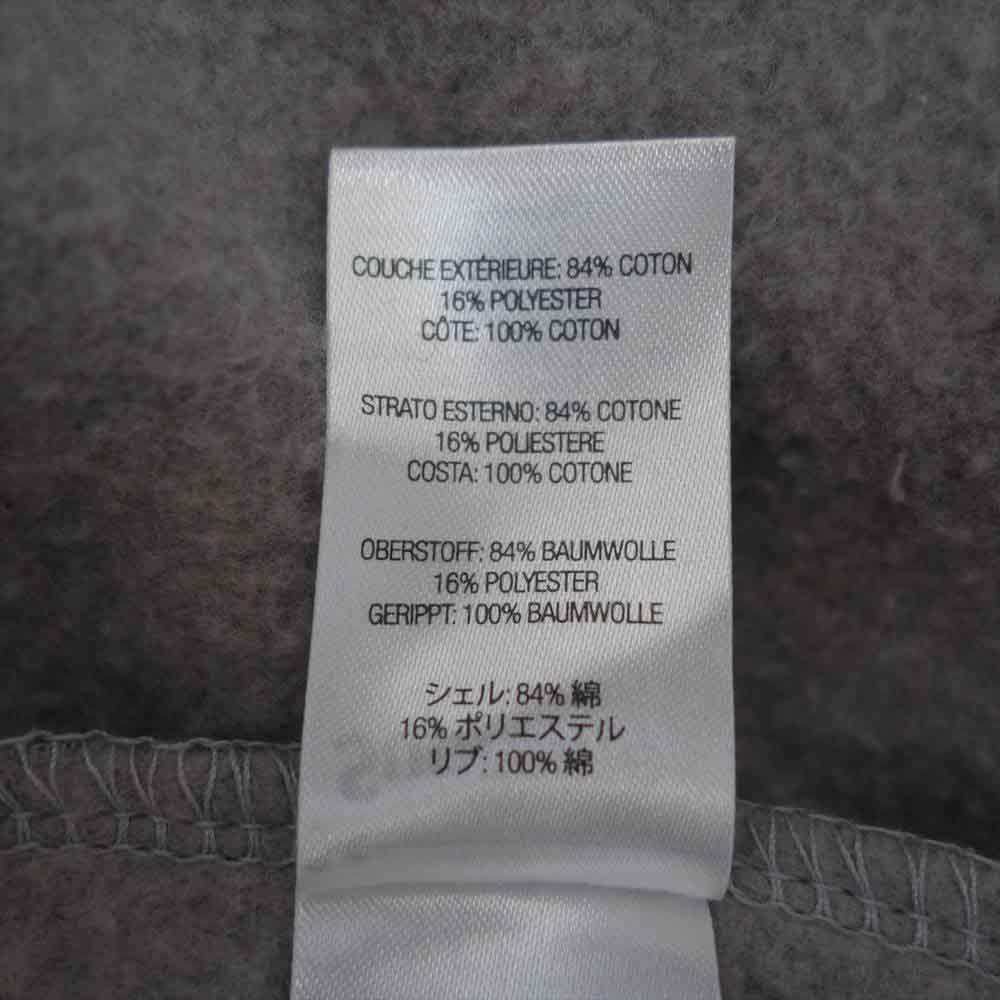 COUCHE EXTÉRIEURE: 84% COTON
16% POLYESTER
CÔTE: 100% COTON
STRATO ESTERNO: 84% COTONE
16% POLIESTERE
COSTA: 100% COTONE
OBERSTOFF: 84% BAUMWOLLE
16% POLYESTER
GERIPPT: 100% BAUMWOLLE
シェル: 84% 綿
16% ポリエステル
リブ: 100% 綿